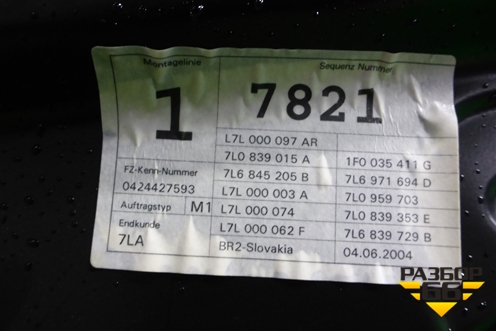 Montagelinie
Sequenz Nummer
1
7821
L7L 000 097 AR
7L0 839 015 A
1F0 035 411 G
FZ-Kenn-Nummer
7L6 845 205 B
7L6 971 694 D
0424427593
L7L 000 003 A
7L0 959 703
Auftragstyp M1
L7L 000 074
7L0 839 353 E
Endkunde
L7L 000 062 F
7L6 839 729 B
7LA
BR2-Slovakia
04.06.2004
РАЗБОР
66